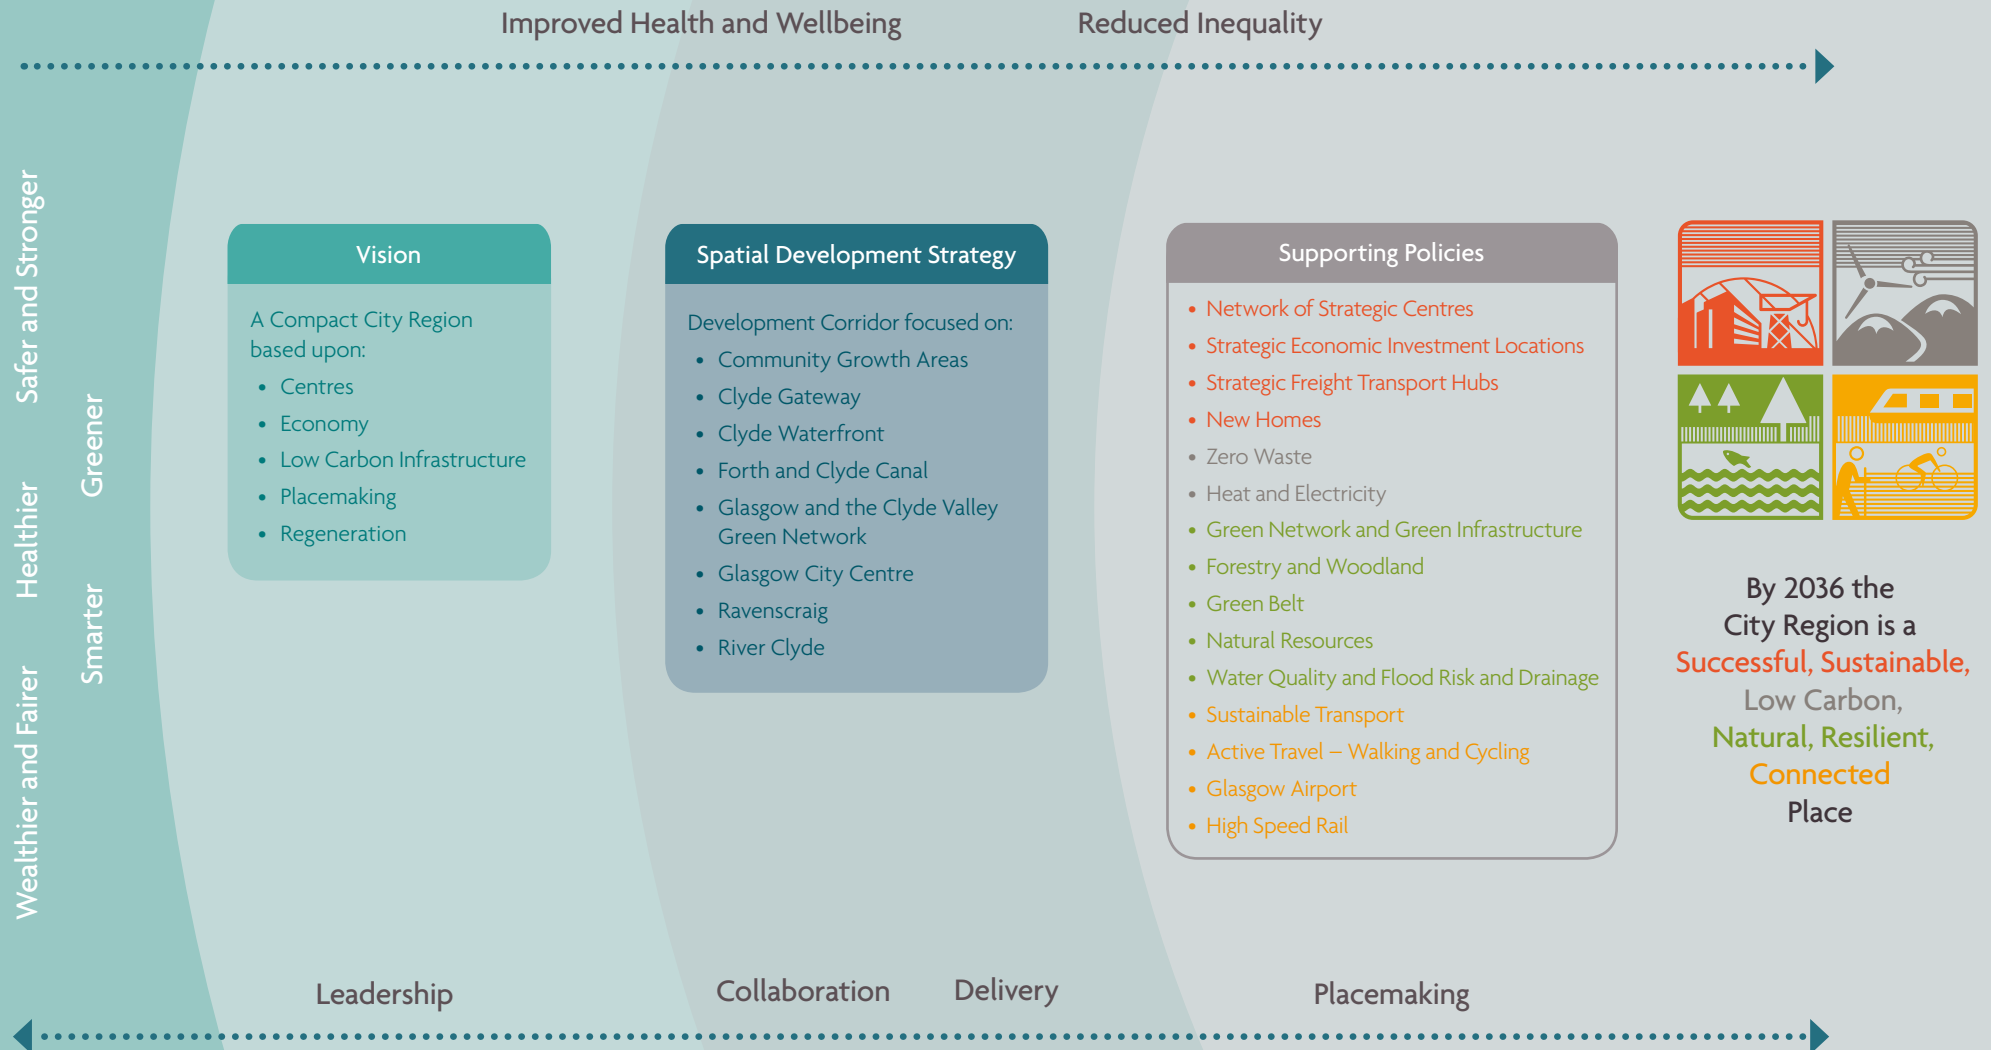 Improved Health and Wellbeing
Reduced Inequality
Safer and Stronger
Greener
Healthier
Smarter
Wealthier and Fairer
Vision
A Compact City Region
based upon:
• Centres
• Economy
• Low Carbon Infrastructure
• Placemaking
• Regeneration
Spatial Development Strategy
Development Corridor focused on:
• Community Growth Areas
• Clyde Gateway
• Clyde Waterfront
• Forth and Clyde Canal
• Glasgow and the Clyde Valley
Green Network
• Glasgow City Centre
• Ravenscraig
• River Clyde
Supporting Policies
• Network of Strategic Centres
• Strategic Economic Investment Locations
• Strategic Freight Transport Hubs
• New Homes
• Zero Waste
• Heat and Electricity
• Green Network and Green Infrastructure
• Forestry and Woodland
• Green Belt
• Natural Resources
• Water Quality and Flood Risk and Drainage
• Sustainable Transport
• Active Travel – Walking and Cycling
• Glasgow Airport
• High Speed Rail
By 2036 the
City Region is a
Successful, Sustainable,
Low Carbon,
Natural, Resilient,
Connected
Place
Leadership
Collaboration
Delivery
Placemaking